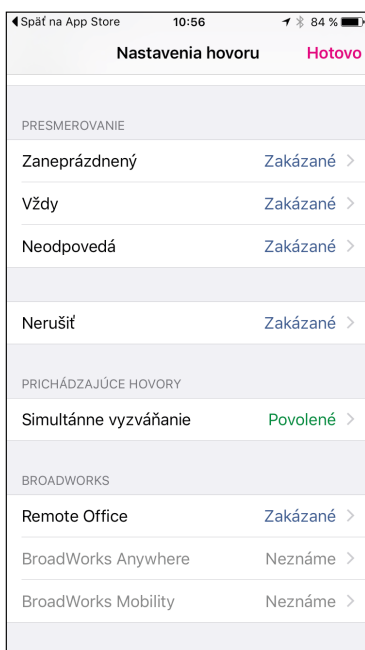 Späť na App Store 10:56 84 %
Nastavenia hovoru Hotovo
PRESMEROVANIE
Zaneprázdnený Zakázané
Vždy Zakázané
Neodpovedá Zakázané
Nerušiť Zakázané
PRICHÁDZAJÚCE HOVORY
Simultánne vyzváňanie Povolené
BROADWORKS
Remote Office Zakázané
BroadWorks Anywhere Neznáme
BroadWorks Mobility Neznáme